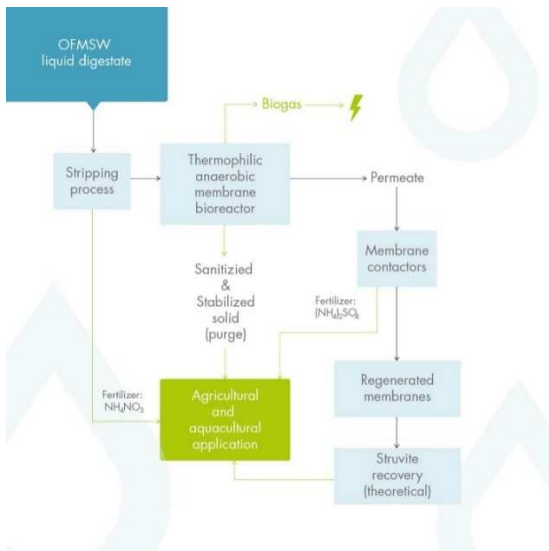 OFMSW
liquid digestate
Biogas
Stripping
process
Thermophilic
anaerobic
membrane
bioreactor
Permeate
Sanitizied
&
Stabilized
solid
(purge)
Membrane
contactors
Fertilizer:
(NH₄)₂SO₄
Regenerated
membranes
Fertilizer:
NH₄NO₃
Agricultural
and
aquacultural
application
Struvite
recovery
(theoretical)